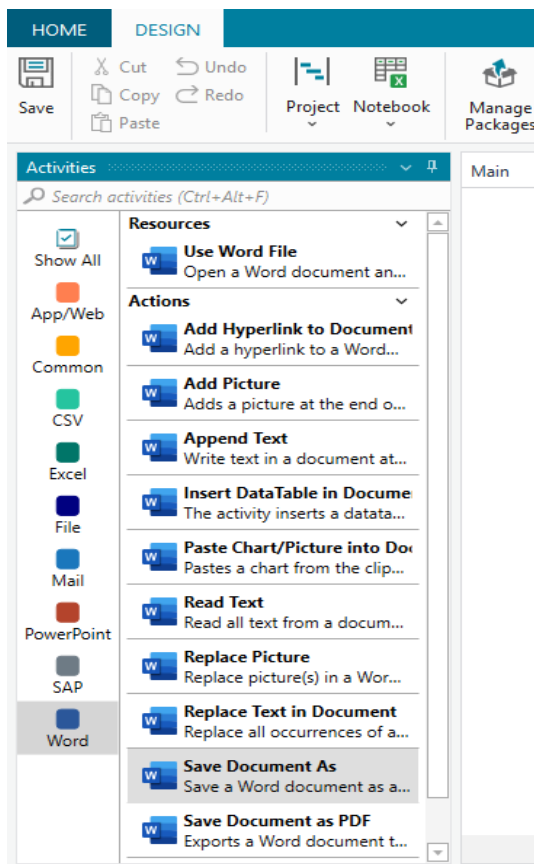 HOME DESIGN
Save
Cut Undo
Copy Redo
Paste
Project Notebook
Manage
Packages
Activities
Search activities (Ctrl+Alt+F)
Main
Show All
App/Web
Common
CSV
Excel
File
Mail
PowerPoint
SAP
Word
Resources
Use Word File
Open a Word document an...
Actions
Add Hyperlink to Document
Add a hyperlink to a Word...
Add Picture
Adds a picture at the end o...
Append Text
Write text in a document at...
Insert DataTable in Docume
The activity inserts a datata...
Paste Chart/Picture into Do
Pastes a chart from the clip...
Read Text
Read all text from a docum...
Replace Picture
Replace picture(s) in a Wor...
Replace Text in Document
Replace all occurrences of a...
Save Document As
Save a Word document as a...
Save Document as PDF
Exports a Word document t...